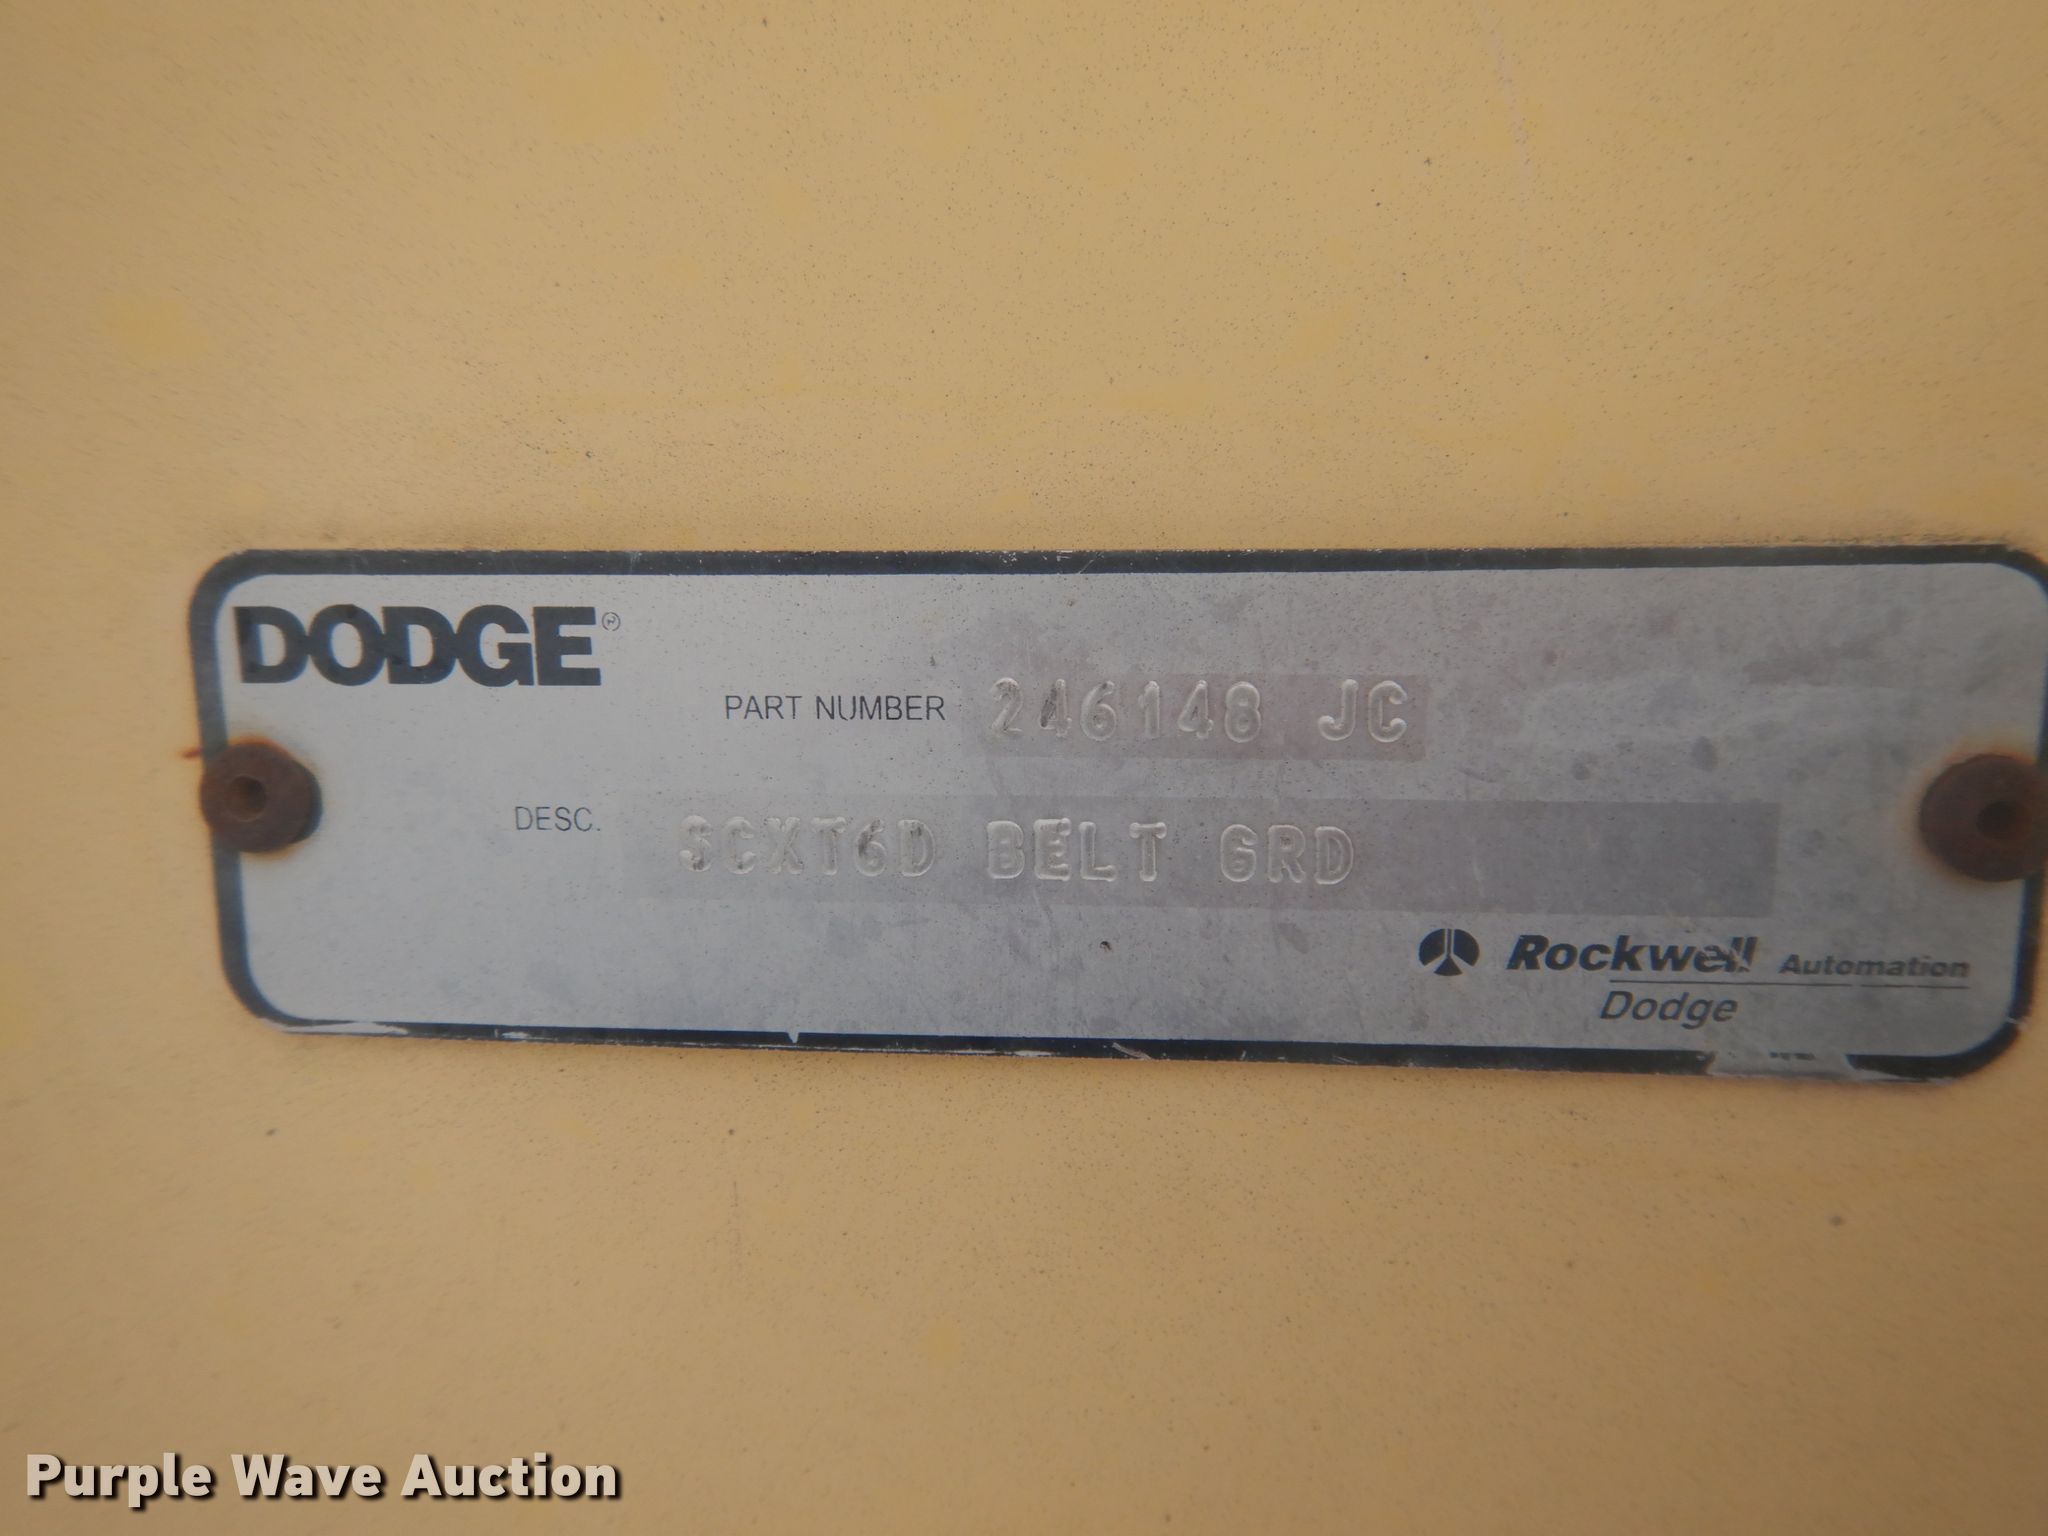 DODGE®
PART NUMBER 246148 JC
DESC. SCXT6D BELT GRD
Rockwell Automation
Dodge
Purple Wave Auction